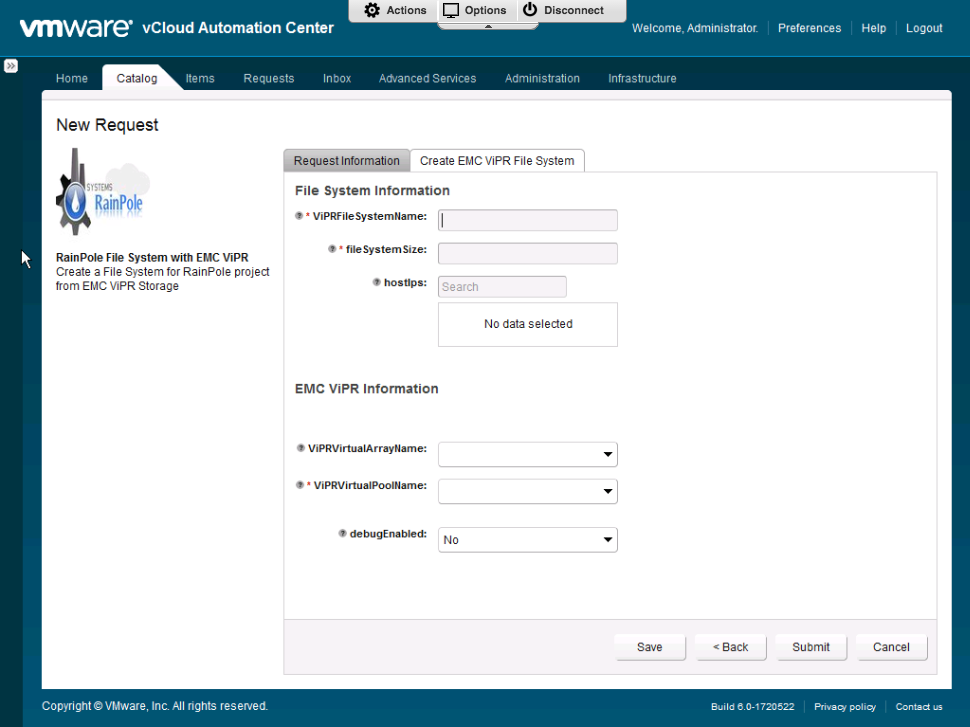 Actions Options Disconnect
vmware® vCloud Automation Center
Welcome, Administrator. Preferences Help Logout
Home Catalog Items Requests Inbox Advanced Services Administration Infrastructure
New Request
SYSTEMS
RainPole
RainPole File System with EMC ViPR
Create a File System for RainPole project
from EMC ViPR Storage
Request Information Create EMC ViPR File System
File System Information
* ViPRFileSystemName:
* fileSystemSize:
hostIps: Search
No data selected
EMC ViPR Information
ViPRVirtualArrayName:
* ViPRVirtualPoolName:
debugEnabled: No
Save < Back Submit Cancel
Copyright © VMware, Inc. All rights reserved.
Build 6.0-1720522 Privacy policy Contact us